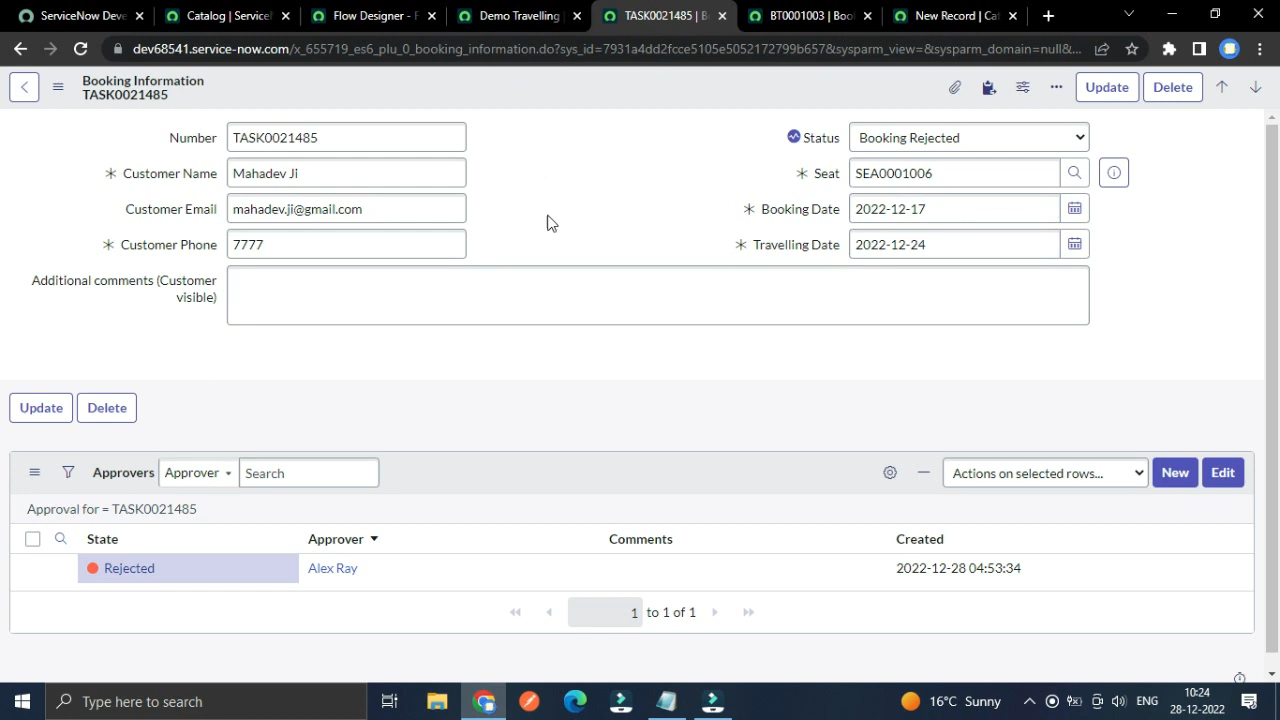 ServiceNow Deve
Catalog | Service
Flow Designer - F
Demo Travelling
TASK0021485 | B
BT0001003 | Boo
New Record | Ca
dev68541.service-now.com/x_655719_es6_plu_0_booking_information.do?sys_id=7931a4dd2fcce5105e5052172799b657&sysparm_view=&sysparm_domain=null&...
Booking Information
TASK0021485
Update
Delete
Number
TASK0021485
Status
Booking Rejected
Customer Name
Mahadev Ji
Seat
SEA0001006
Customer Email
mahadev.ji@gmail.com
Booking Date
2022-12-17
Customer Phone
7777
Travelling Date
2022-12-24
Additional comments (Customer
visible)
Update
Delete
Approvers
Approver
Search
Actions on selected rows...
New
Edit
Approval for = TASK0021485
State
Approver
Comments
Created
Rejected
Alex Ray
2022-12-28 04:53:34
1 to 1 of 1
Type here to search
16°C Sunny
ENG
10:24
28-12-2022